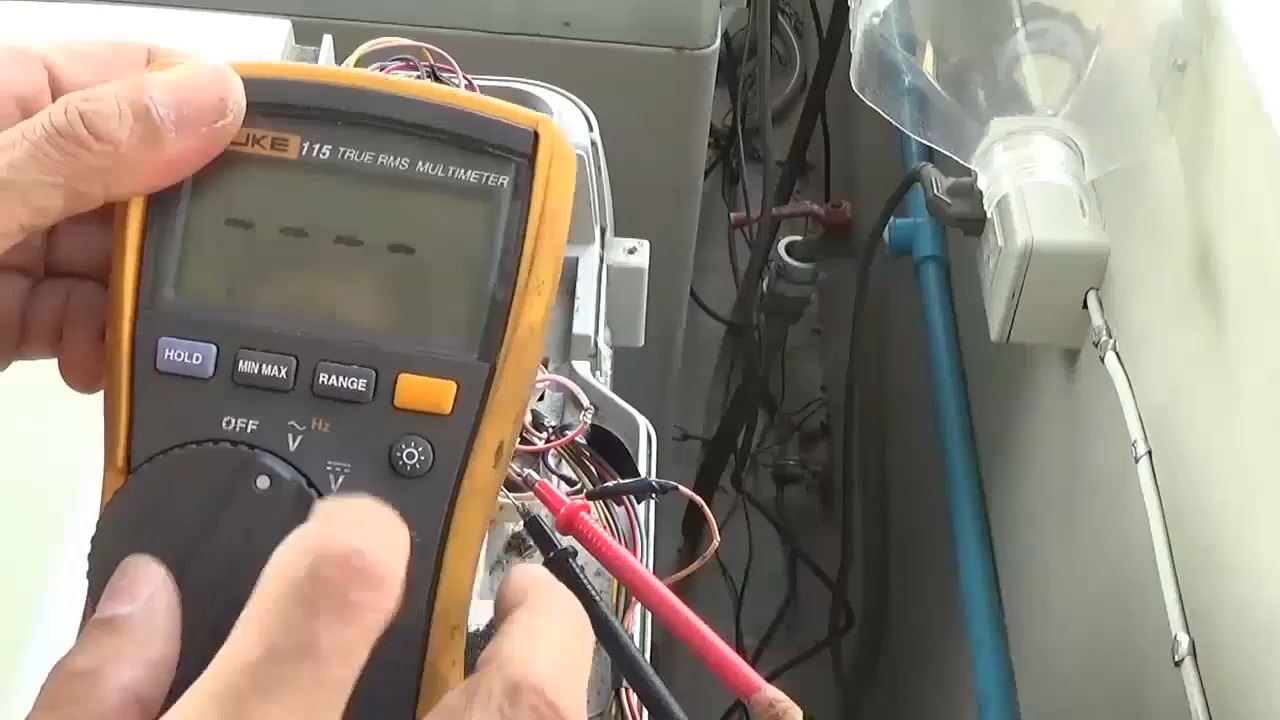 UKE 115 TRUE RMS MULTIMETER
- - - -
HOLD
MIN MAX
RANGE
OFF
V
Hz
V